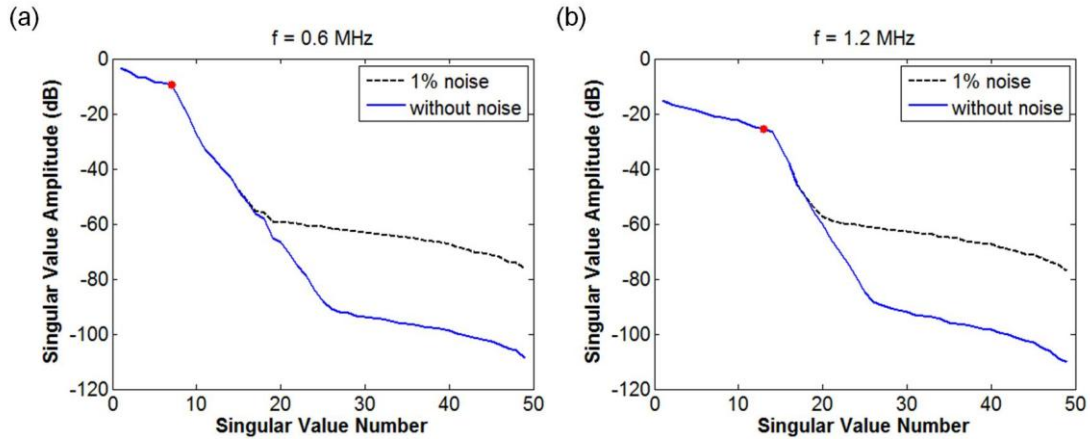 (a)
f = 0.6 MHz
Singular Value Amplitude (dB)
0
-20
-40
-60
-80
-100
-120
1% noise
without noise
0 10 20 30 40 50
Singular Value Number
(b)
f = 1.2 MHz
Singular Value Amplitude (dB)
0
-20
-40
-60
-80
-100
-120
1% noise
without noise
0 10 20 30 40 50
Singular Value Number